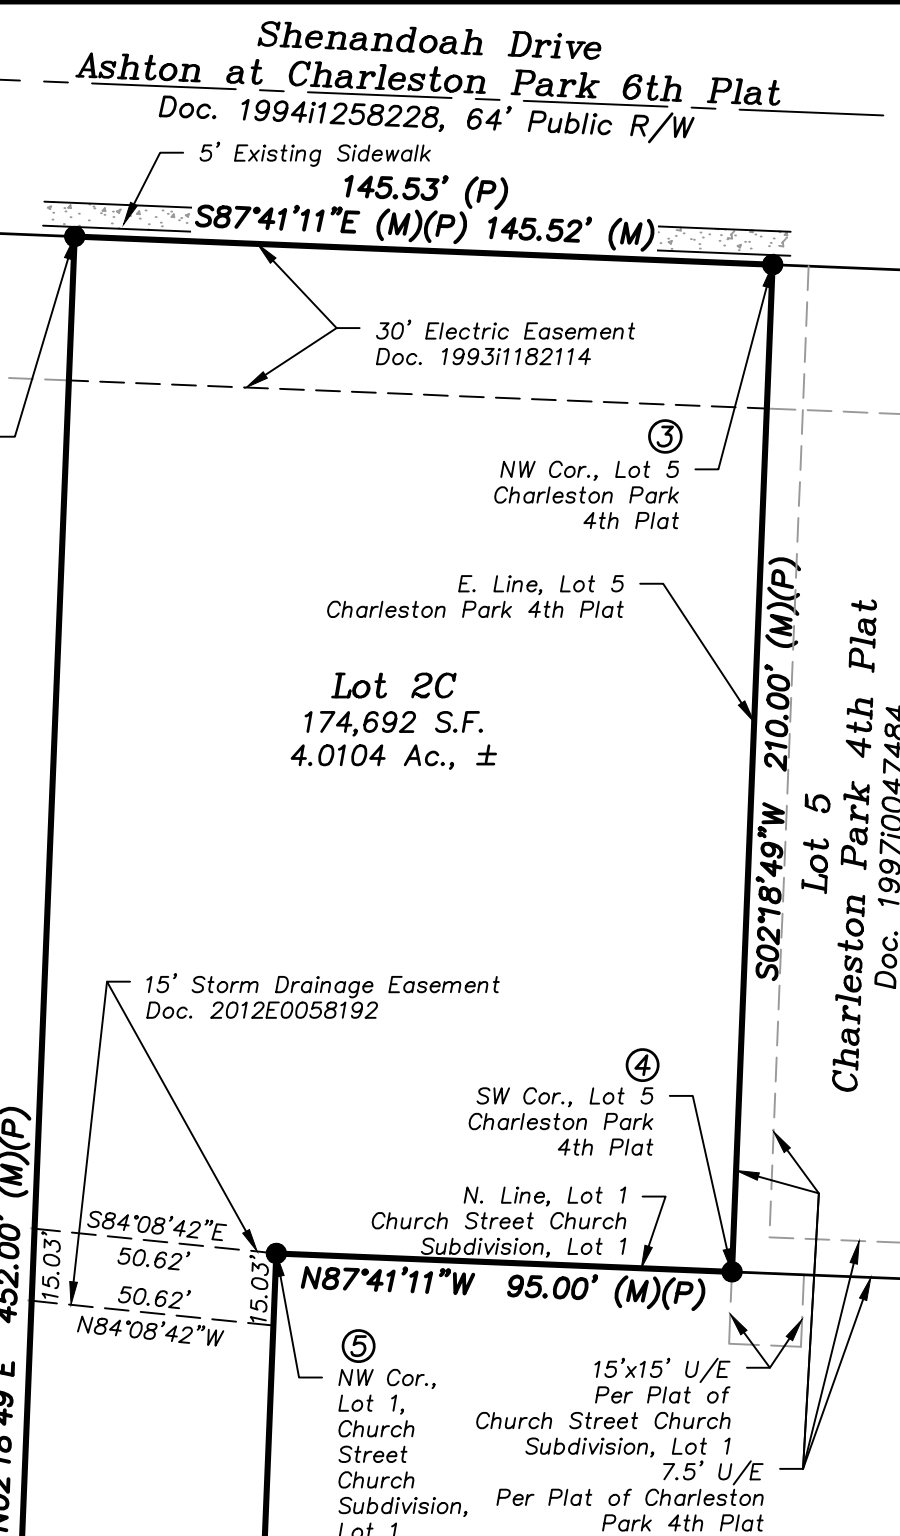 Shenandoah Drive
Ashton at Charleston Park 6th Plat
Doc. 1994i1258228, 64' Public R/W
5' Existing Sidewalk
145.53' (P)
S87°41'11"E (M)(P) 145.52' (M)
30' Electric Easement
Doc. 1993i1182114
3
NW Cor., Lot 5
Charleston Park
4th Plat
E. Line, Lot 5
Charleston Park 4th Plat
S02°18'49"W 210.00' (M)(P)
Lot 5
Charleston Park 4th Plat
Doc. 1997i0047484
Lot 2C
174,692 S.F.
4.0104 Ac., ±
15' Storm Drainage Easement
Doc. 2012E0058192
4
SW Cor., Lot 5
Charleston Park
4th Plat
N. Line, Lot 1
Church Street Church
Subdivision, Lot 1
N02°18'49"E 452.00' (M)(P)
S84°08'42"E
50.62'
15.03'
15.03'
50.62'
N84°08'42"W
N87°41'11"W 95.00' (M)(P)
5
NW Cor.,
Lot 1,
Church
Street
Church
Subdivision,
Lot 1
15'x15' U/E
Per Plat of
Church Street Church
Subdivision, Lot 1
7.5' U/E
Per Plat of Charleston
Park 4th Plat